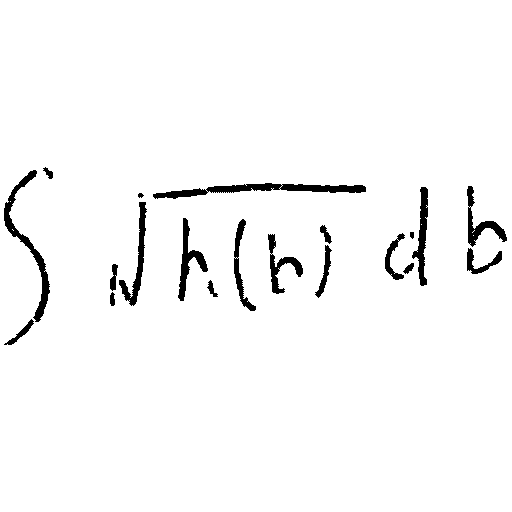 ∫ √h(h) db